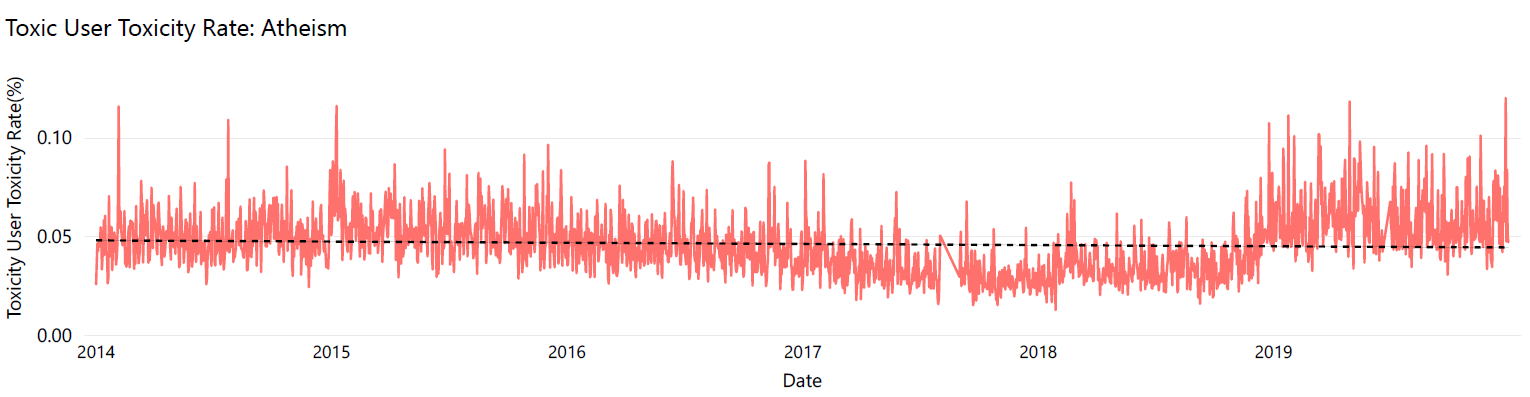 Toxic User Toxicity Rate: Atheism
Toxicity User Toxicity Rate(%)
0.10
0.05
0.00
2014 2015 2016 2017 2018 2019
Date